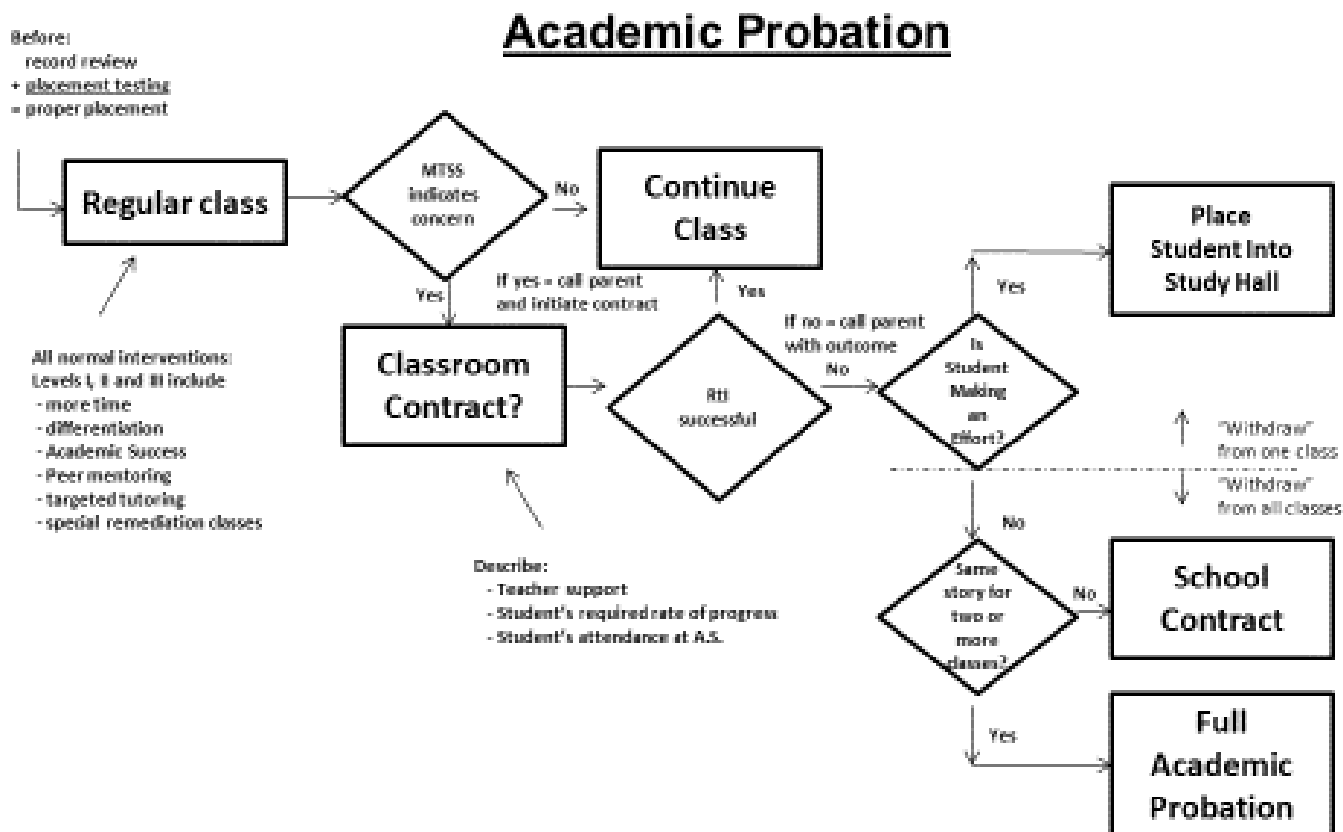 Academic Probation
Before:
record review
+ placement testing
= proper placement
Regular class
MTSS
indicates
concern
No
Continue
Class
Yes
If yes = call parent
and initiate contract
Classroom
Contract?
Yes
RtI
successful
If no = call parent
with outcome
No
Is
Student
Making
an
Effort?
Yes
Place
Student Into
Study Hall
"Withdraw"
from one class
"Withdraw"
from all classes
No
Same
story for
two or
more
classes?
No
School
Contract
Yes
Full
Academic
Probation
All normal interventions:
Levels I, II and III include
- more time
- differentiation
- Academic Success
- Peer mentoring
- targeted tutoring
- special remediation classes
Describe:
- Teacher support
- Student's required rate of progress
- Student's attendance at A.S.